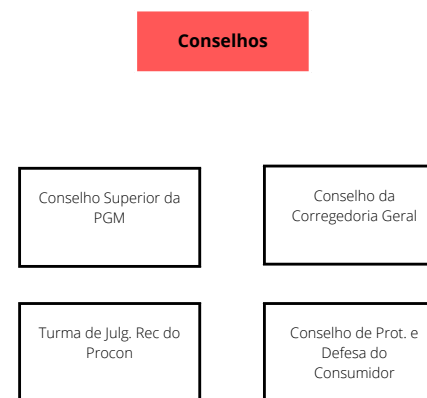 Conselhos
Conselho Superior da
PGM
Conselho da
Corregedoria Geral
Turma de Julg. Rec do
Procon
Conselho de Prot. e
Defesa do
Consumidor